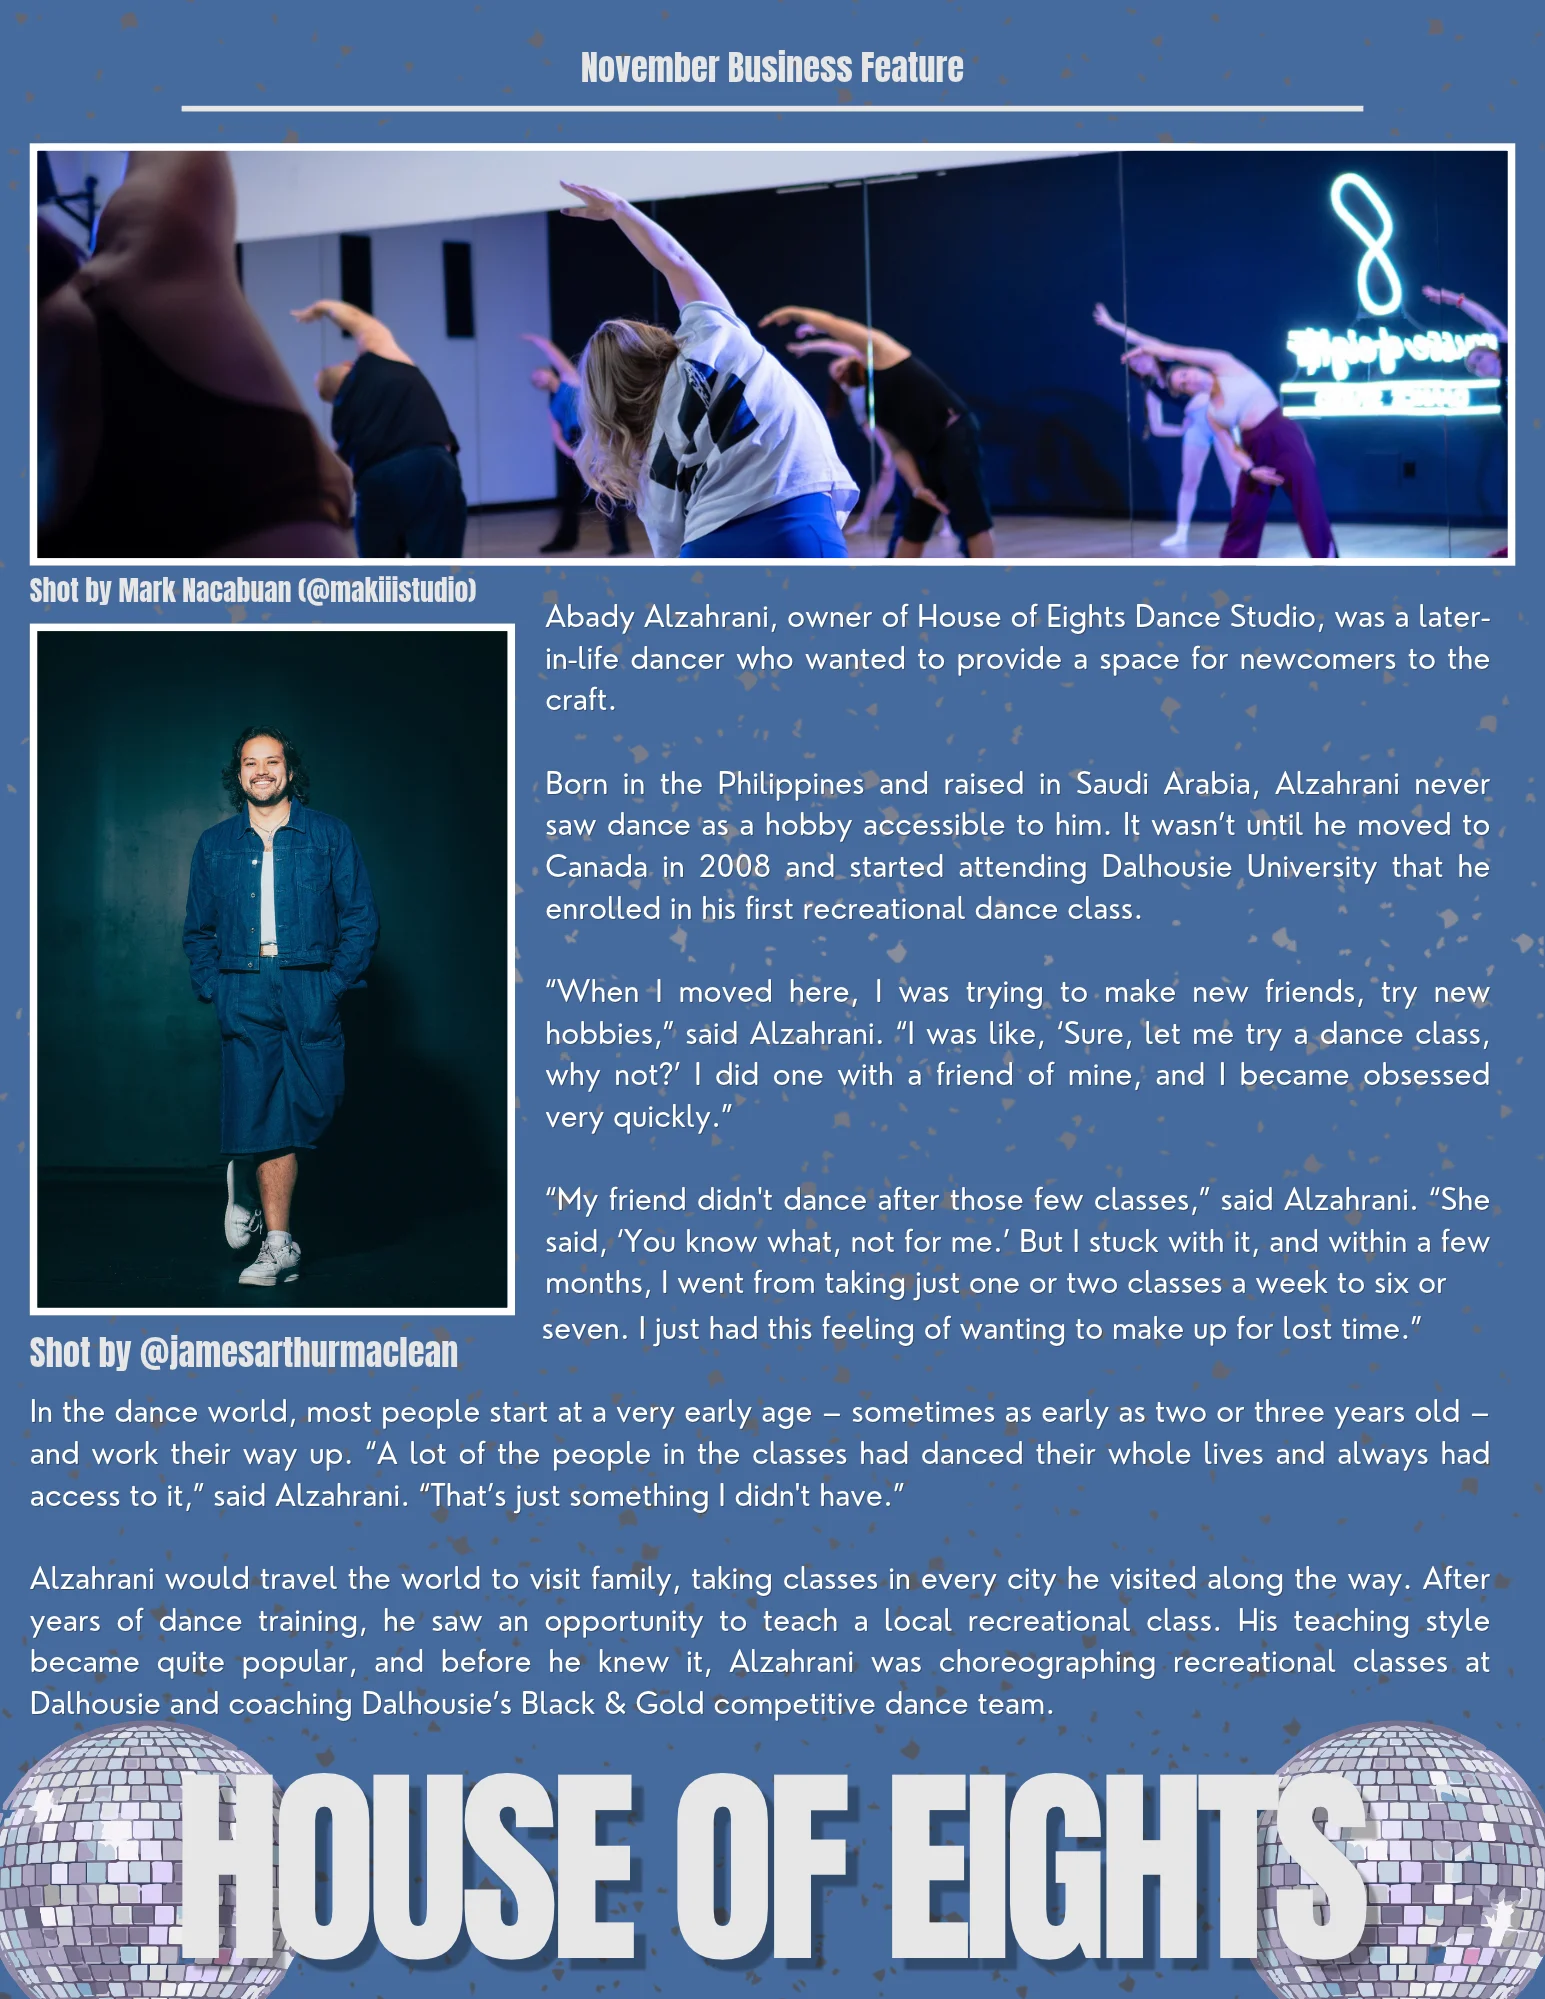 November Business Feature
8
Shot by Mark Nacabuan (@makiiistudio)
Abady Alzahrani, owner of House of Eights Dance Studio, was a later-
in-life dancer who wanted to provide a space for newcomers to the
craft.
Born in the Philippines and raised in Saudi Arabia, Alzahrani never
saw dance as a hobby accessible to him. It wasn’t until he moved to
Canada in 2008 and started attending Dalhousie University that he
enrolled in his first recreational dance class.
“When I moved here, I was trying to make new friends, try new
hobbies,” said Alzahrani. “I was like, ‘Sure, let me try a dance class,
why not?’ I did one with a friend of mine, and I became obsessed
very quickly.”
“My friend didn't dance after those few classes,” said Alzahrani. “She
said, ‘You know what, not for me.’ But I stuck with it, and within a few
months, I went from taking just one or two classes a week to six or
seven. I just had this feeling of wanting to make up for lost time.”
Shot by @jamesarthurmaclean
In the dance world, most people start at a very early age – sometimes as early as two or three years old –
and work their way up. “A lot of the people in the classes had danced their whole lives and always had
access to it,” said Alzahrani. “That’s just something I didn't have.”
Alzahrani would travel the world to visit family, taking classes in every city he visited along the way. After
years of dance training, he saw an opportunity to teach a local recreational class. His teaching style
became quite popular, and before he knew it, Alzahrani was choreographing recreational classes at
Dalhousie and coaching Dalhousie’s Black & Gold competitive dance team.
HOUSE OF EIGHTS